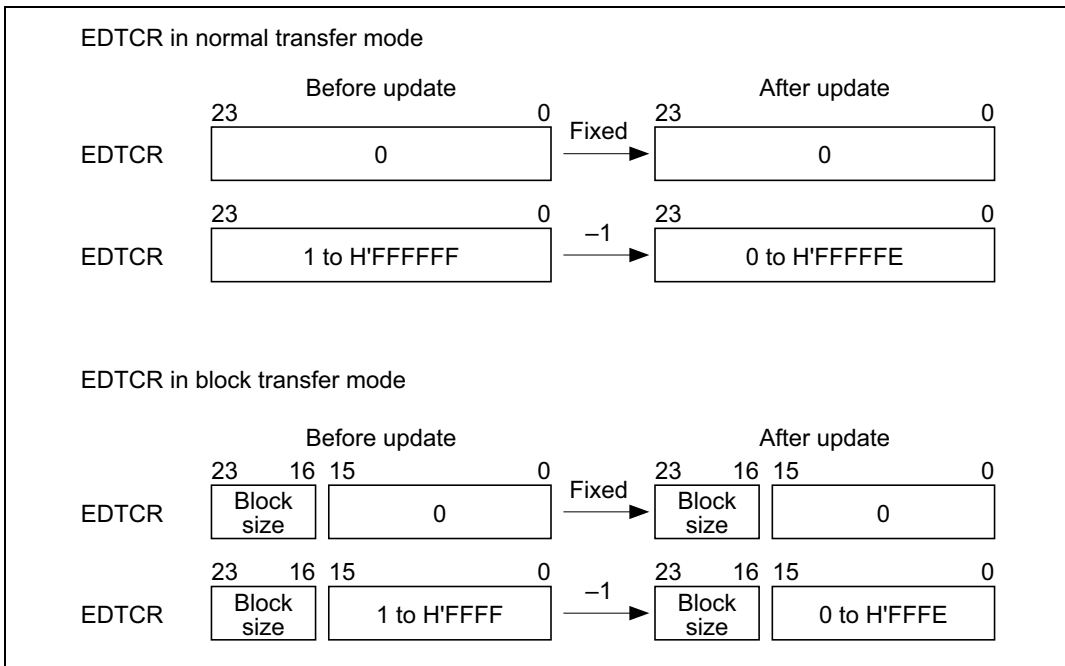 EDTCR in normal transfer mode
Before update After update
23 0 Fixed 23 0
EDTCR 0 0
23 0 –1 23 0
EDTCR 1 to H'FFFFFF 0 to H'FFFFFE
EDTCR in block transfer mode
Before update After update
23 16 15 0 Fixed 23 16 15 0
EDTCR Block size 0 Block size 0
23 16 15 0 –1 23 16 15 0
EDTCR Block size 1 to H'FFFF Block size 0 to H'FFFE